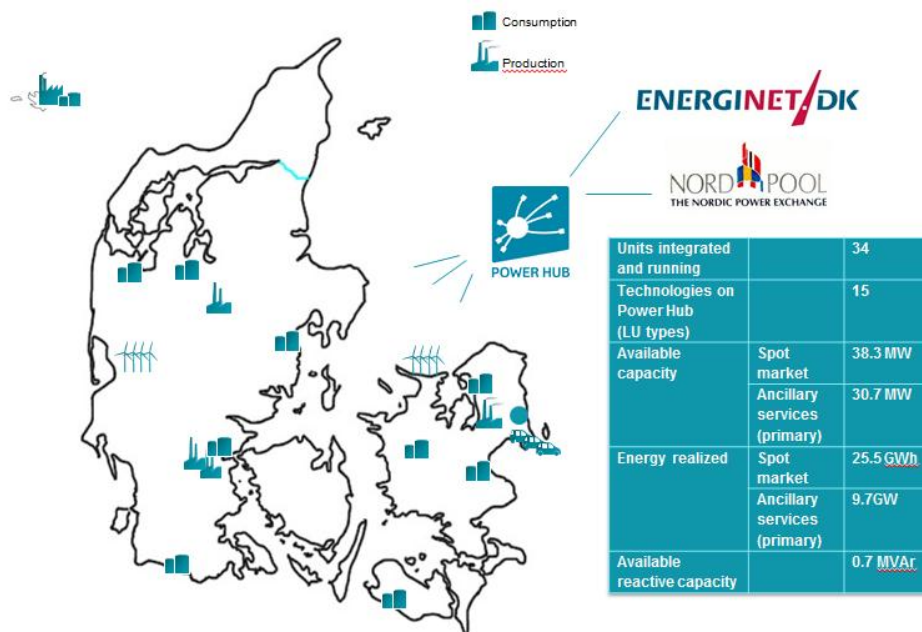 Consumption
Production
ENERGINET/DK
NORD POOL
THE NORDIC POWER EXCHANGE
POWER HUB
Units integrated 34
and running
Technologies on 15
Power Hub
(LU types)
Available Spot 38.3 MW
capacity market
Ancillary 30.7 MW
services
(primary)
Energy realized Spot 25.5 GWh
market
Ancillary 9.7GW
services
(primary)
Available 0.7 MVAr
reactive capacity